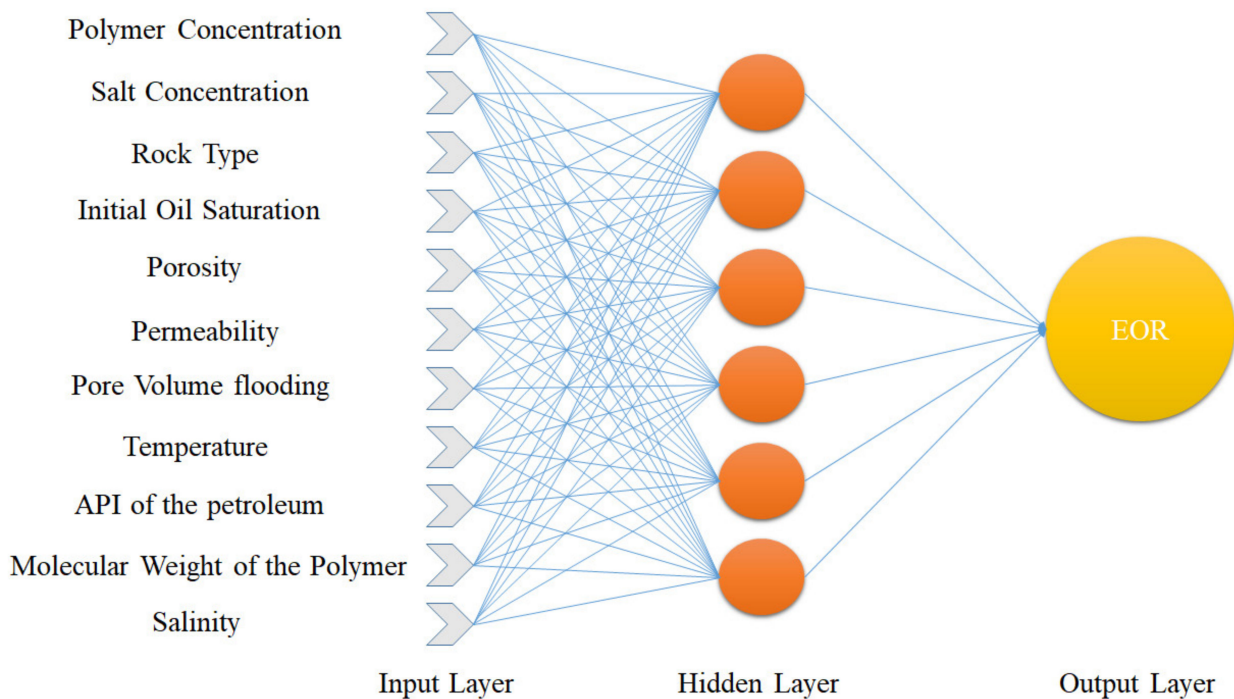 Polymer Concentration
Salt Concentration
Rock Type
Initial Oil Saturation
Porosity
Permeability
Pore Volume flooding
Temperature
API of the petroleum
Molecular Weight of the Polymer
Salinity
EOR
Input Layer
Hidden Layer
Output Layer